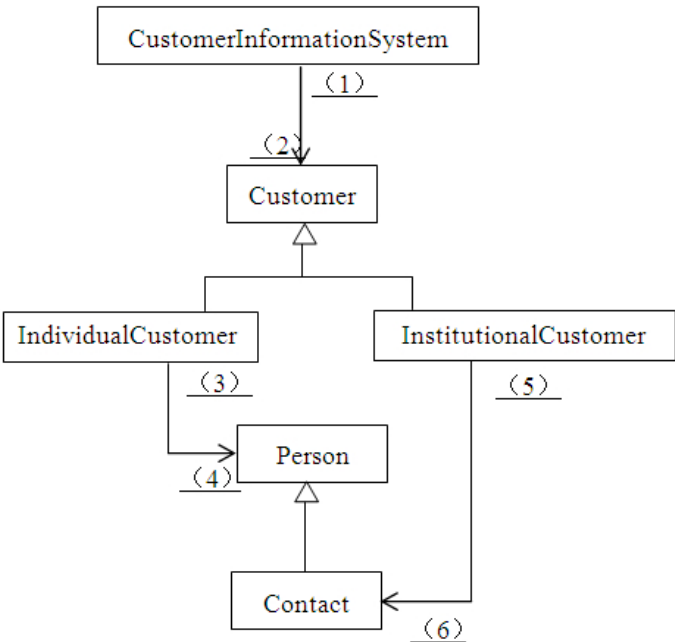 CustomerInformationSystem
（1）
（2）
Customer
IndividualCustomer
InstitutionalCustomer
（3）
（5）
Person
（4）
Contact
（6）